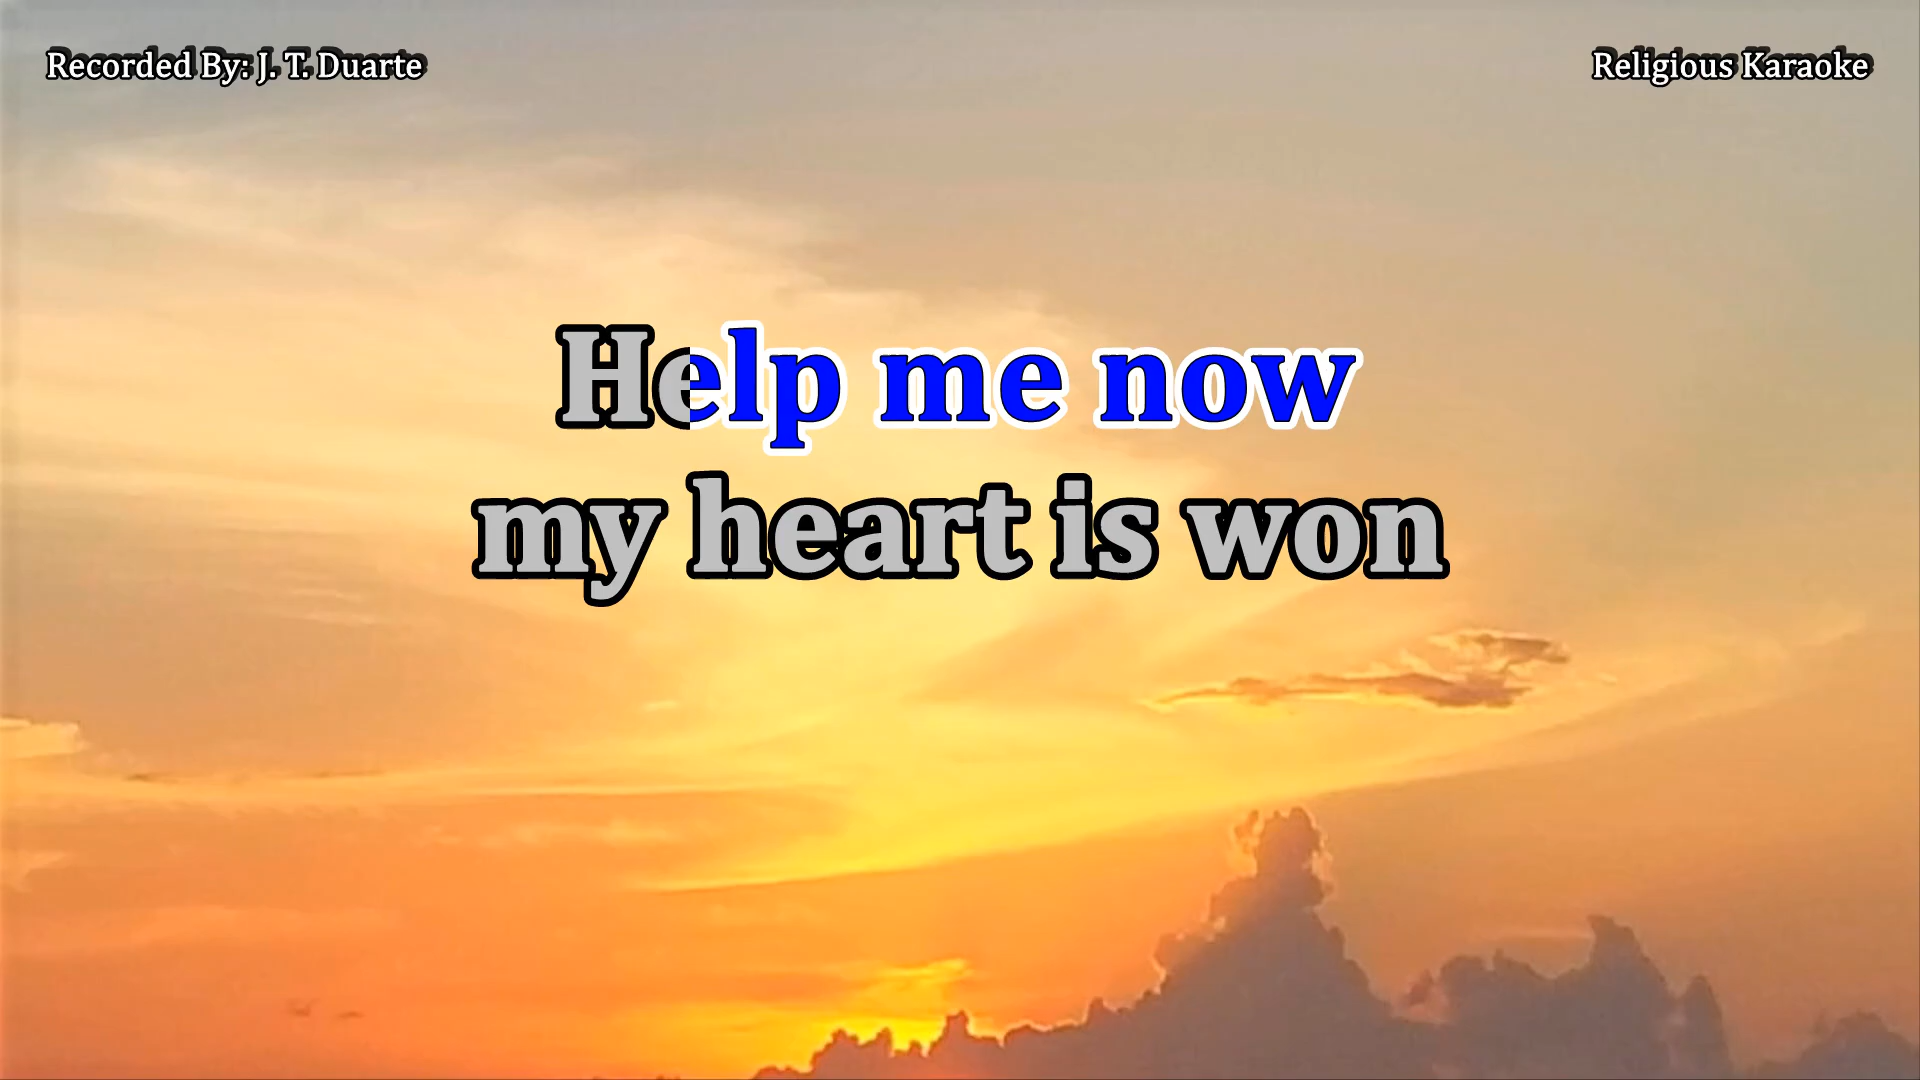 Recorded By: J. T. Duarte
Religious Karaoke
Help me now
my heart is won